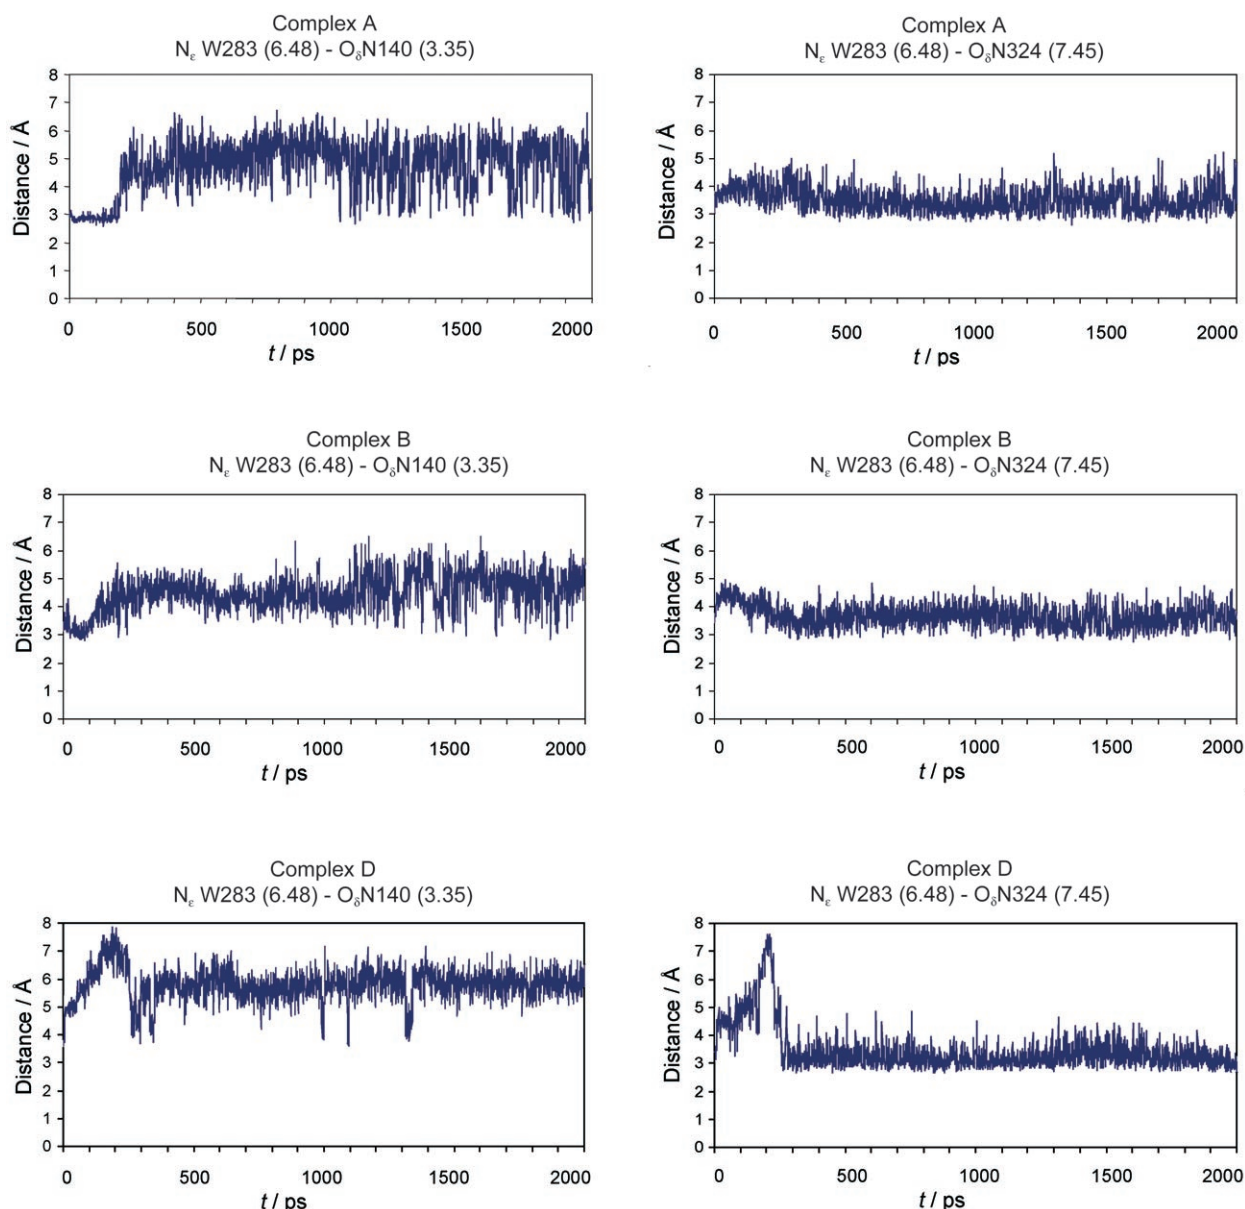 Complex A
Nε W283 (6.48) - OδN140 (3.35)
8
7
6
5
4
3
2
1
0
Distance / Å
0 500 1000 1500 2000
t / ps
Complex A
Nε W283 (6.48) - OδN324 (7.45)
8
7
6
5
4
3
2
1
0
Distance / Å
0 500 1000 1500 2000
t / ps
Complex B
Nε W283 (6.48) - OδN140 (3.35)
8
7
6
5
4
3
2
1
0
Distance / Å
0 500 1000 1500 2000
t / ps
Complex B
Nε W283 (6.48) - OδN324 (7.45)
8
7
6
5
4
3
2
1
0
Distance / Å
0 500 1000 1500 2000
t / ps
Complex D
Nε W283 (6.48) - OδN140 (3.35)
8
7
6
5
4
3
2
1
0
Distance / Å
0 500 1000 1500 2000
t / ps
Complex D
Nε W283 (6.48) - OδN324 (7.45)
8
7
6
5
4
3
2
1
0
Distance / Å
0 500 1000 1500 2000
t / ps